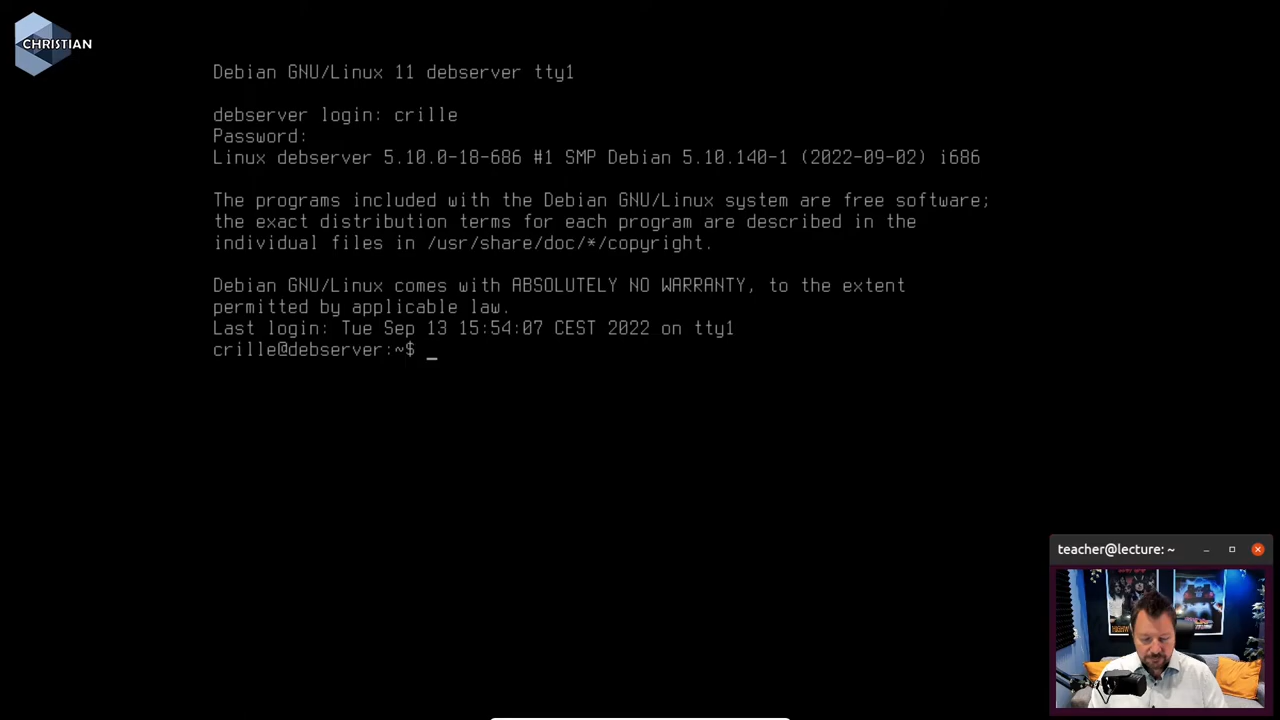 CHRISTIAN
Debian GNU/Linux 11 debserver tty1
debserver login: crille
Password:
Linux debserver 5.10.0-18-686 #1 SMP Debian 5.10.140-1 (2022-09-02) i686
The programs included with the Debian GNU/Linux system are free software;
the exact distribution terms for each program are described in the
individual files in /usr/share/doc/*/copyright.
Debian GNU/Linux comes with ABSOLUTELY NO WARRANTY, to the extent
permitted by applicable law.
Last login: Tue Sep 13 15:54:07 CEST 2022 on tty1
crille@debserver:~$ _
teacher@lecture: ~